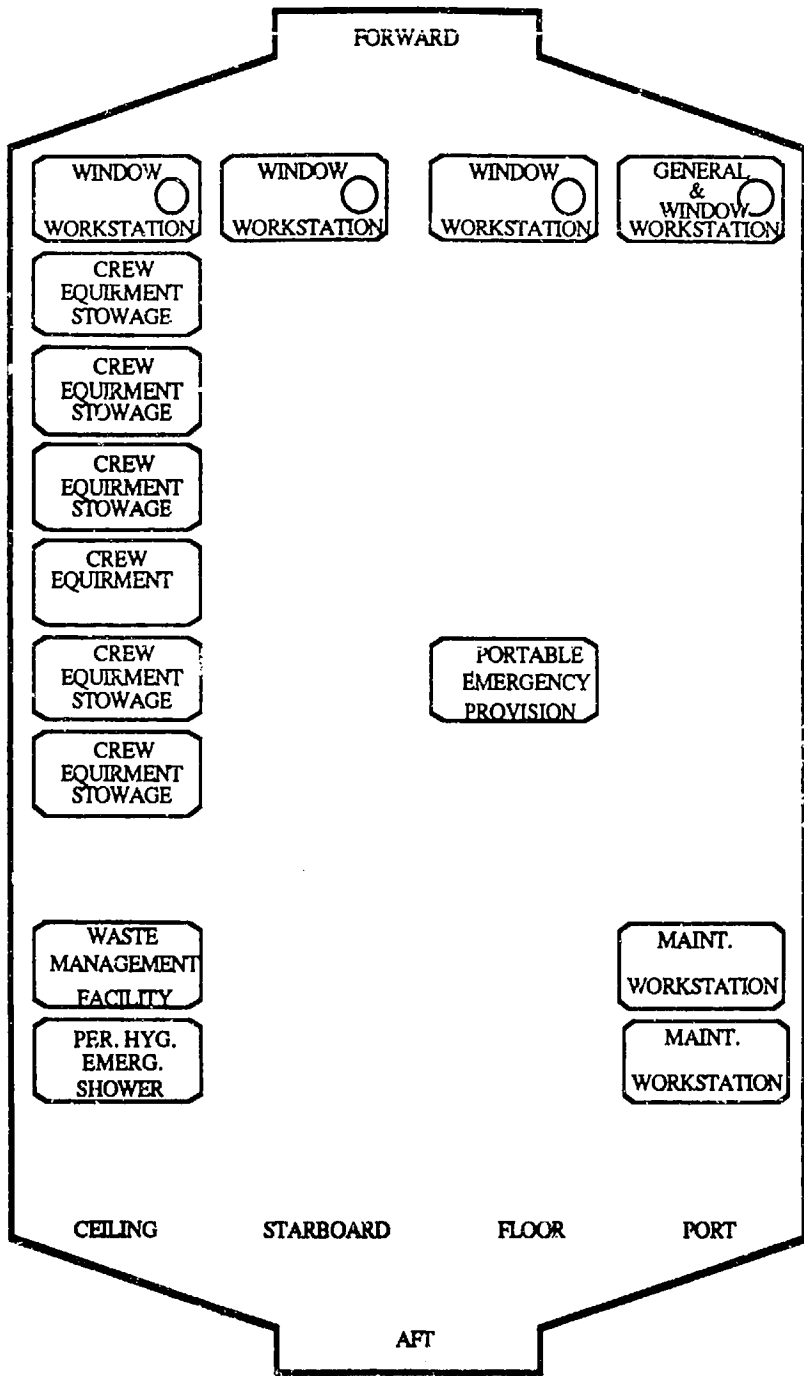 FORWARD
WINDOW
WORKSTATION
WINDOW
WORKSTATION
WINDOW
WORKSTATION
GENERAL
&
WINDOW
WORKSTATION
CREW
EQUIRMENT
STOWAGE
CREW
EQUIRMENT
STOWAGE
CREW
EQUIRMENT
STOWAGE
CREW
EQUIRMENT
CREW
EQUIRMENT
STOWAGE
PORTABLE
EMERGENCY
PROVISION
CREW
EQUIRMENT
STOWAGE
WASTE
MANAGEMENT
FACILITY
MAINT.
WORKSTATION
PER. HYG.
EMERG.
SHOWER
MAINT.
WORKSTATION
CEILING STARBOARD FLOOR PORT
AFT